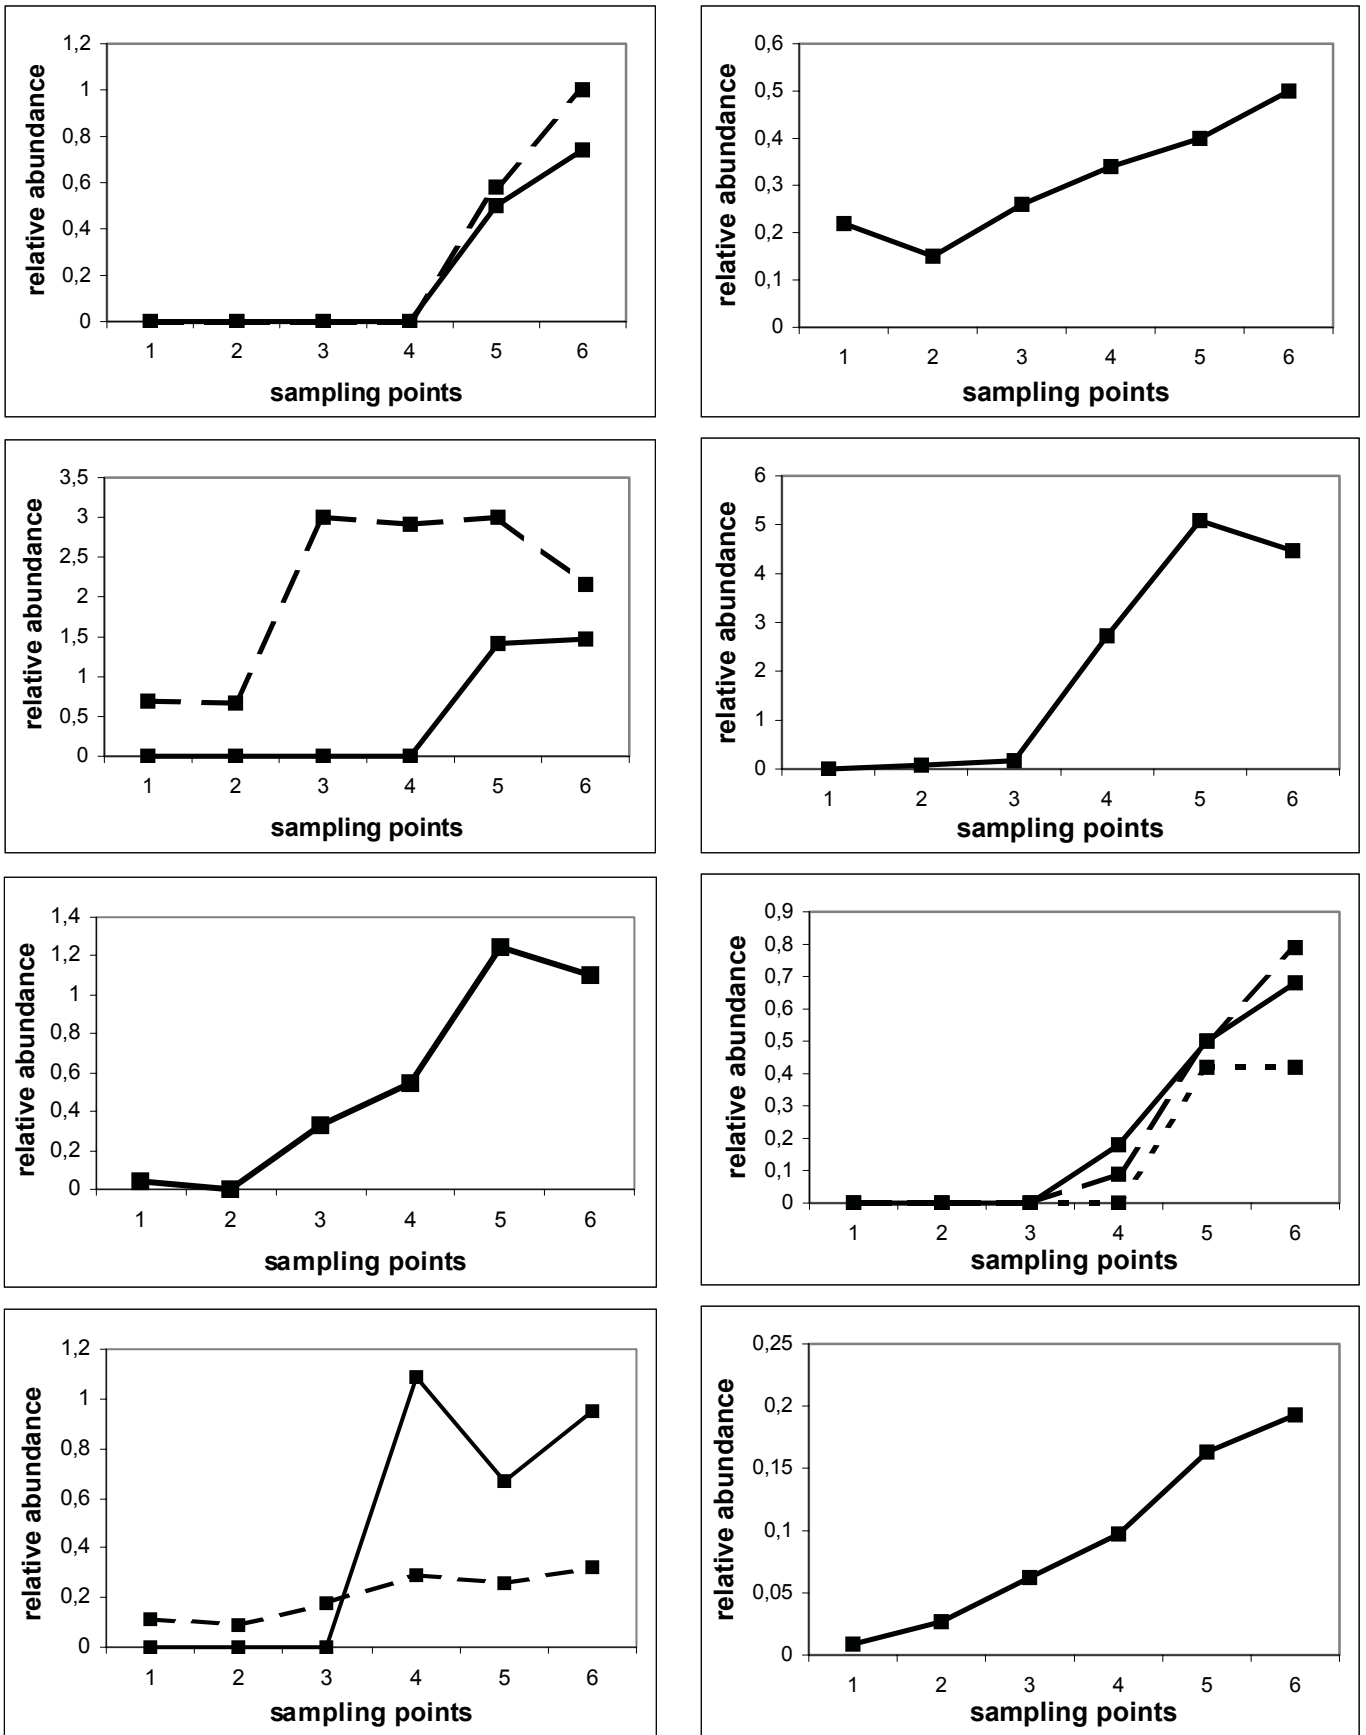 relative abundance
1,2
1
0,8
0,6
0,4
0,2
0
1 2 3 4 5 6
sampling points
relative abundance
0,6
0,5
0,4
0,3
0,2
0,1
0
1 2 3 4 5 6
sampling points
relative abundance
3,5
3
2,5
2
1,5
1
0,5
0
1 2 3 4 5 6
sampling points
relative abundance
6
5
4
3
2
1
0
1 2 3 4 5 6
sampling points
relative abundance
1,4
1,2
1
0,8
0,6
0,4
0,2
0
1 2 3 4 5 6
sampling points
relative abundance
0,9
0,8
0,7
0,6
0,5
0,4
0,3
0,2
0,1
0
1 2 3 4 5 6
sampling points
relative abundance
1,2
1
0,8
0,6
0,4
0,2
0
1 2 3 4 5 6
sampling points
relative abundance
0,25
0,2
0,15
0,1
0,05
0
1 2 3 4 5 6
sampling points